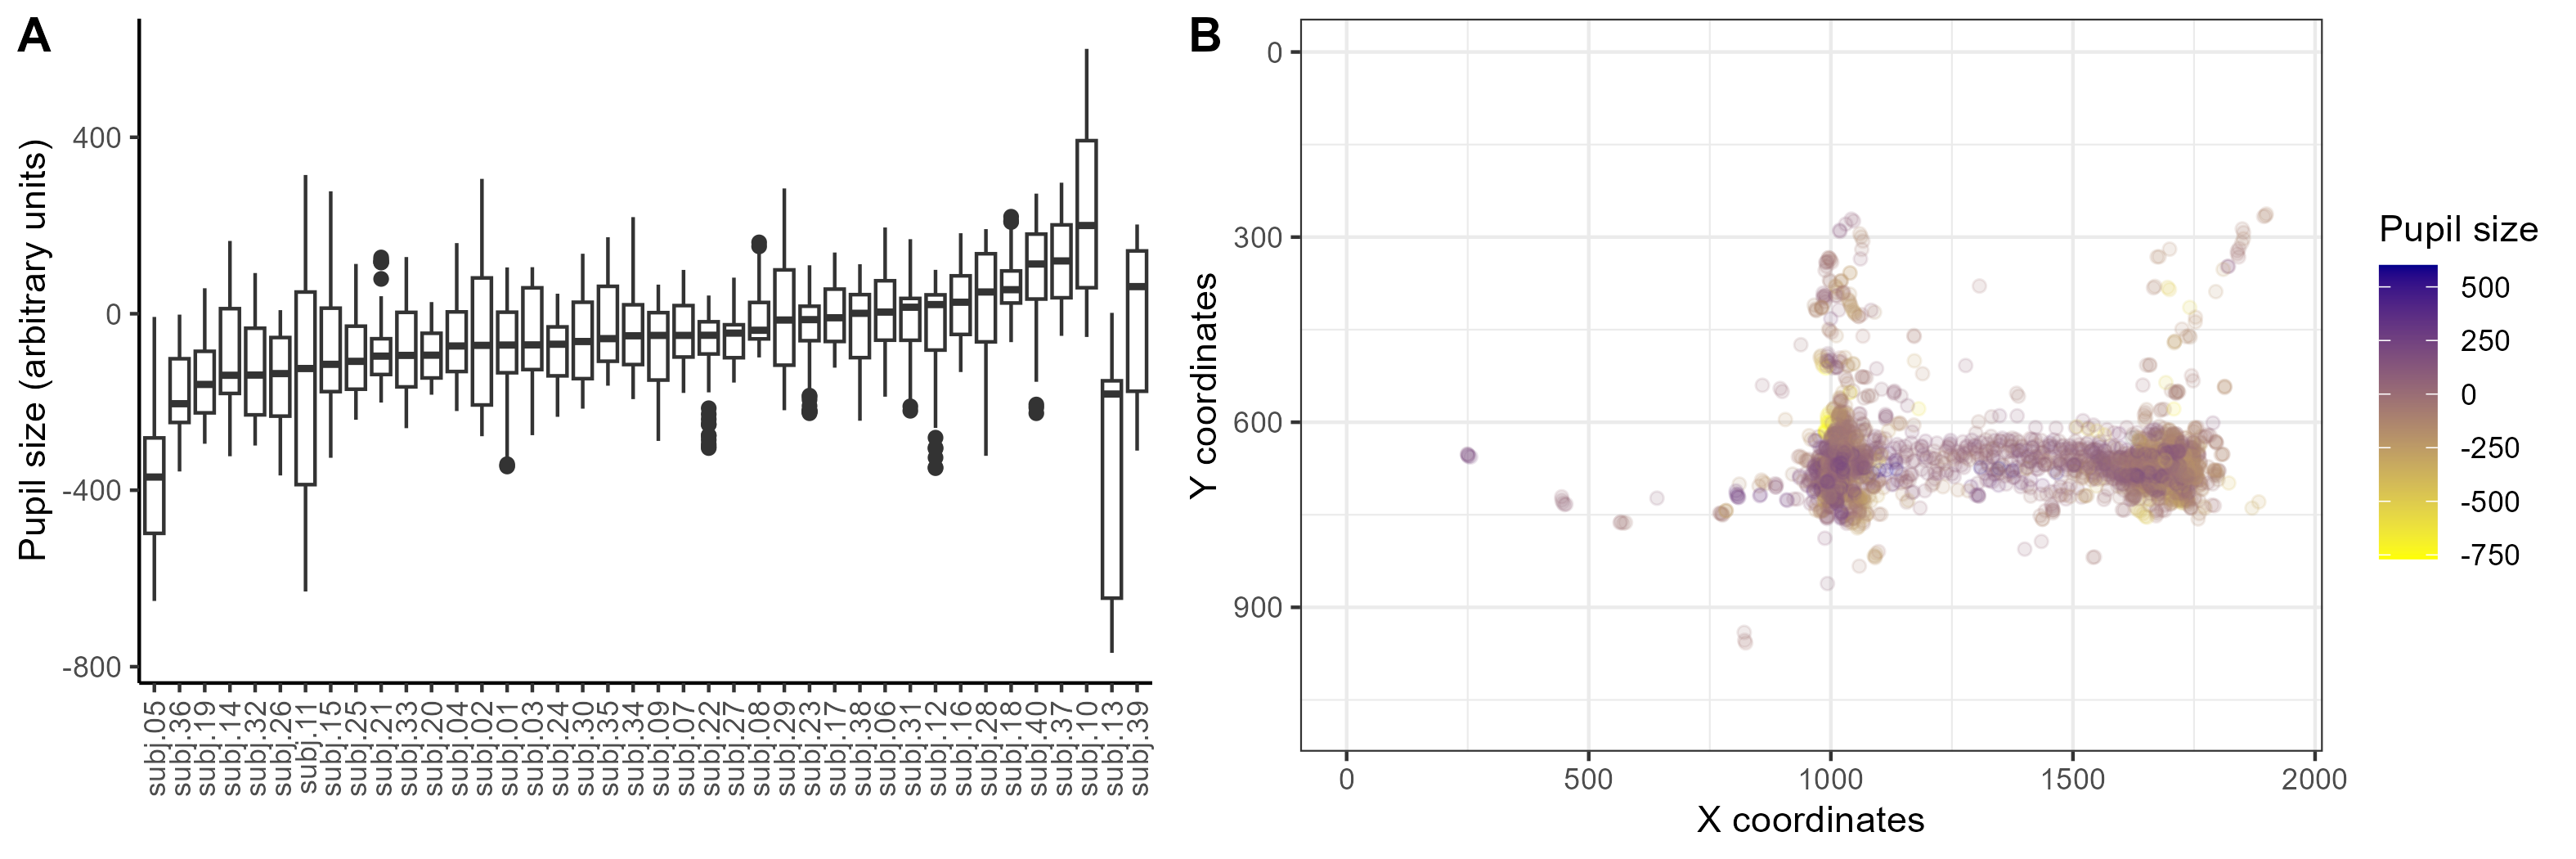 A
Pupil size (arbitrary units)
400
0
-400
-800
subj.05
subj.36
subj.19
subj.14
subj.32
subj.26
subj.11
subj.15
subj.25
subj.21
subj.33
subj.20
subj.04
subj.02
subj.01
subj.03
subj.24
subj.30
subj.35
subj.34
subj.09
subj.07
subj.22
subj.27
subj.08
subj.29
subj.23
subj.17
subj.38
subj.06
subj.31
subj.12
subj.16
subj.28
subj.18
subj.40
subj.37
subj.10
subj.13
subj.39
B
Y coordinates
0
300
600
900
0
500
1000
1500
2000
X coordinates
Pupil size
500
250
0
-250
-500
-750